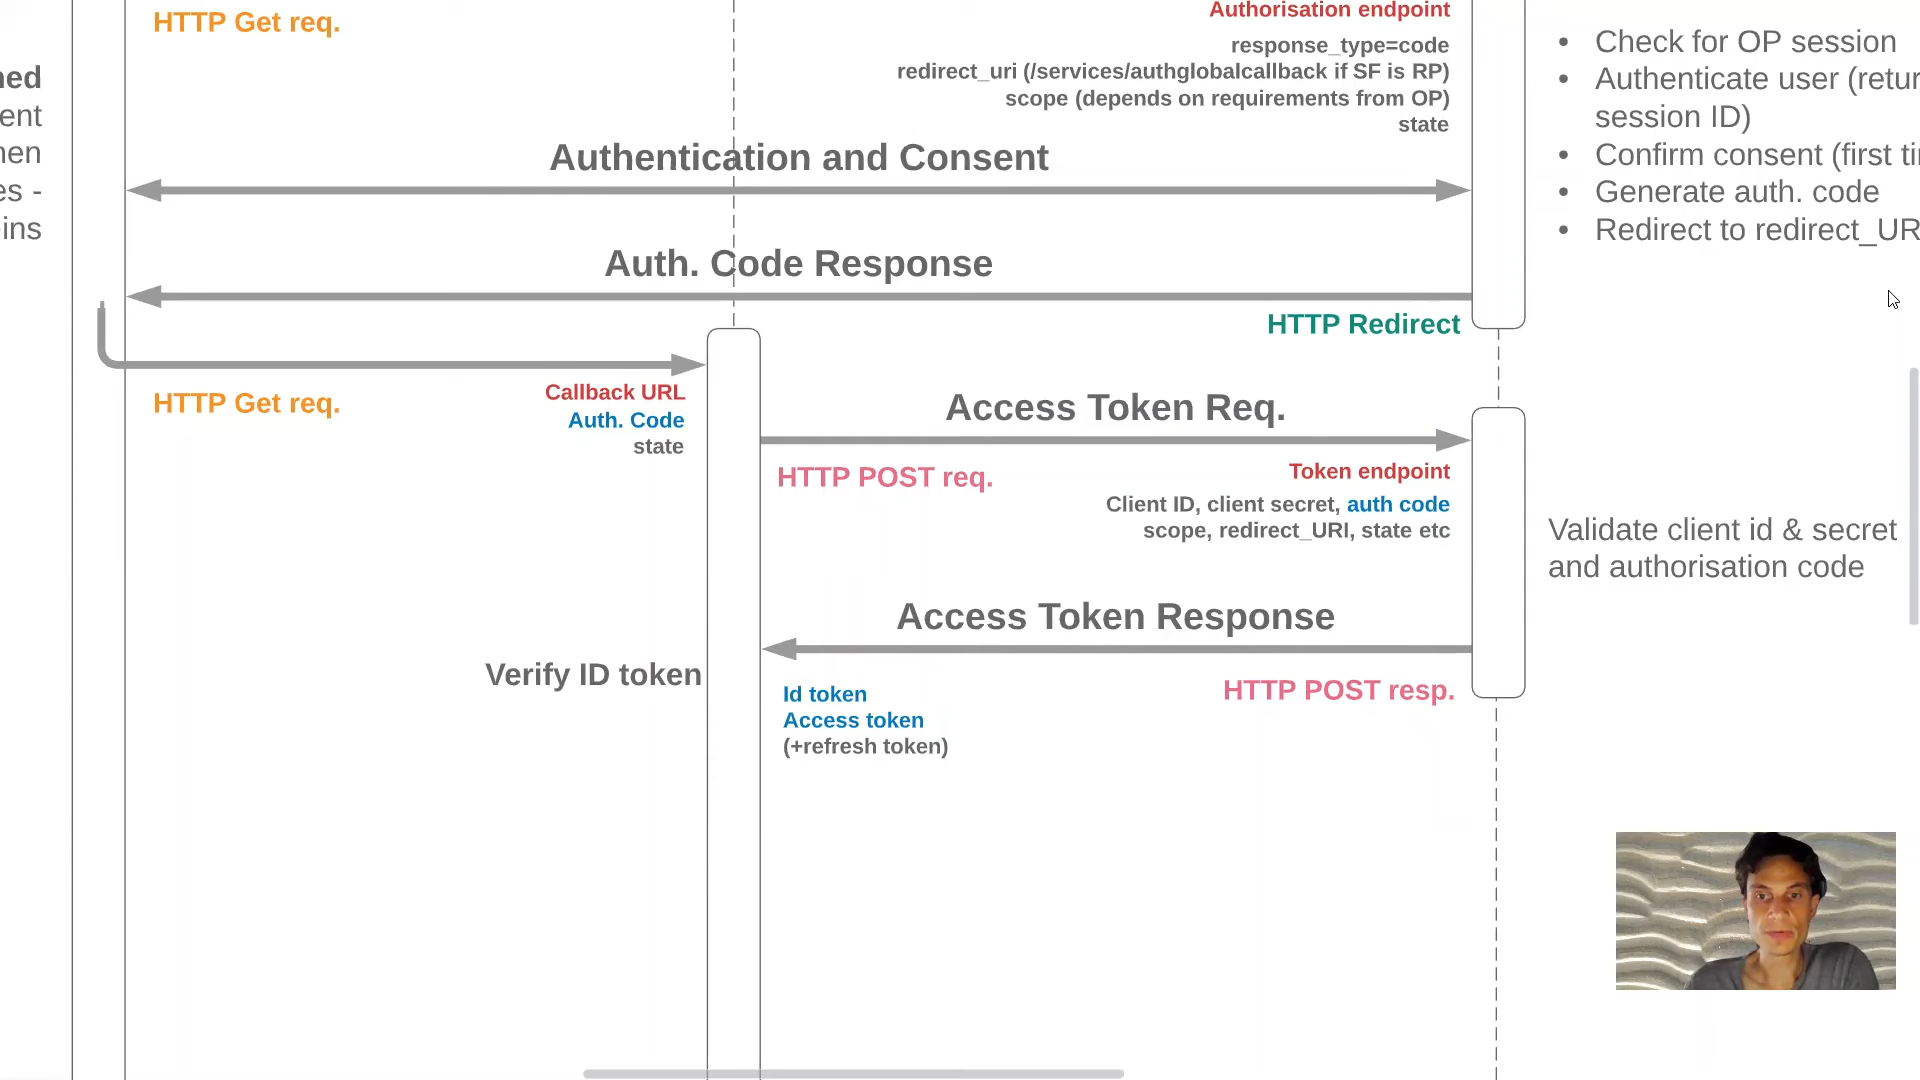 HTTP Get req.
Authorisation endpoint
response_type=code
redirect_uri (/services/authglobalcallback if SF is RP)
scope (depends on requirements from OP)
state
Check for OP session
Authenticate user (retur
session ID)
Confirm consent (first ti
Generate auth. code
Redirect to redirect_UR
ned
ent
hen
es -
ins
Authentication and Consent
Auth. Code Response
HTTP Redirect
HTTP Get req.
Callback URL
Auth. Code
state
Access Token Req.
HTTP POST req.
Token endpoint
Client ID, client secret, auth code
scope, redirect_URI, state etc
Validate client id & secret
and authorisation code
Access Token Response
Verify ID token
HTTP POST resp.
Id token
Access token
(+refresh token)